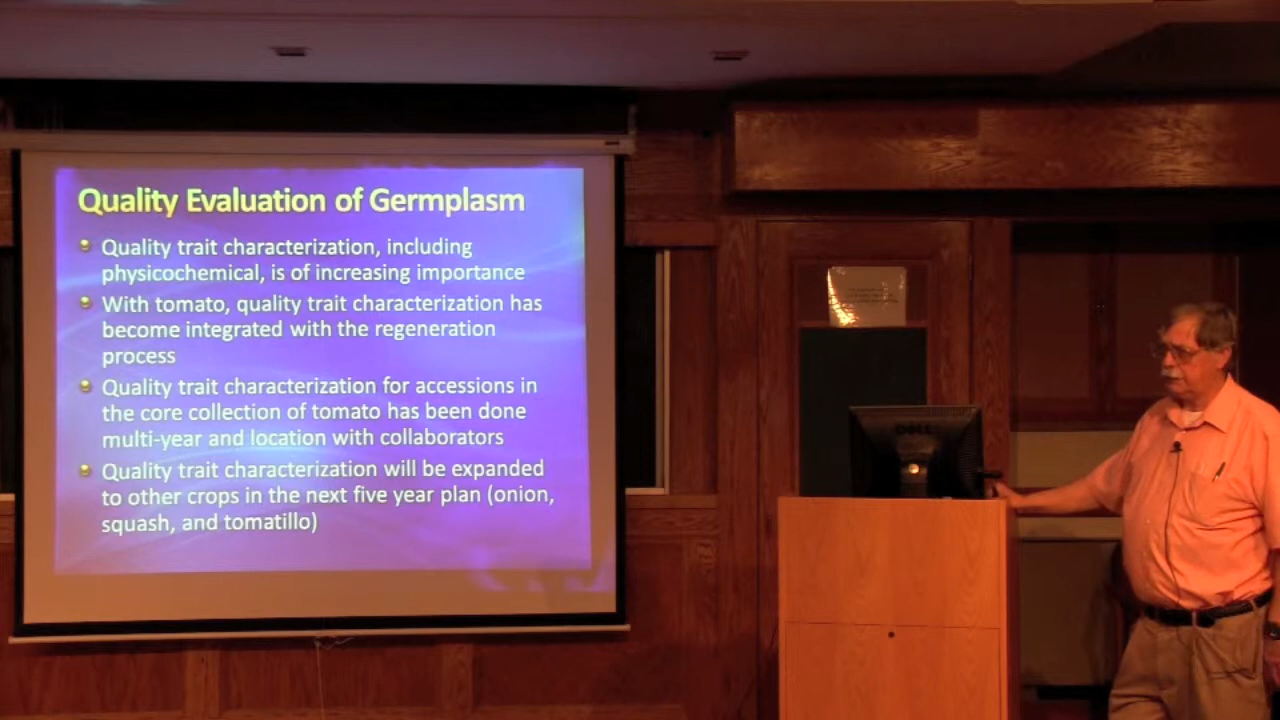 Quality Evaluation of Germplasm
Quality trait characterization, including
physicochemical, is of increasing importance
With tomato, quality trait characterization has
become integrated with the regeneration
process
Quality trait characterization for accessions in
the core collection of tomato has been done
multi-year and location with collaborators
Quality trait characterization will be expanded
to other crops in the next five year plan (onion,
squash, and tomatillo)
DELL